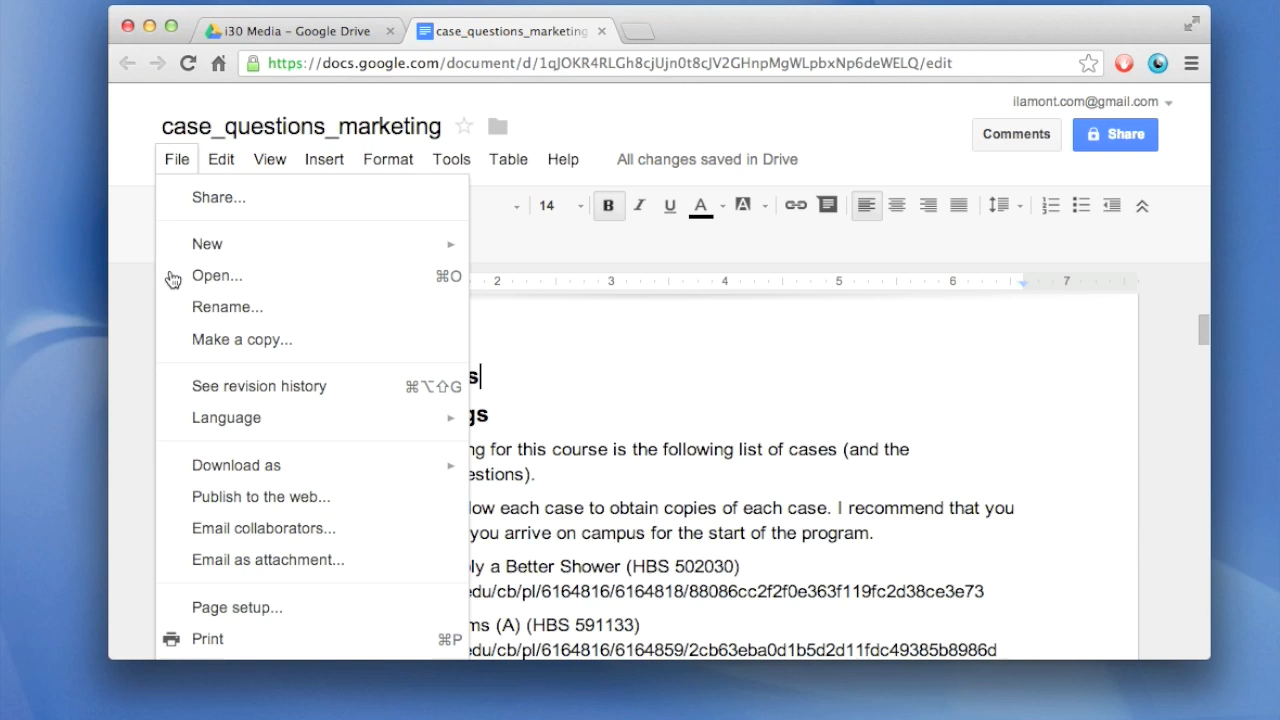 i30 Media – Google Drive
case_questions_marketing
https://docs.google.com/document/d/1qJOKR4RLGh8cjUjn0t8cJV2GHnpMgWLpbxNp6deWELQ/edit
ilamont.com@gmail.com
case_questions_marketing
Comments
Share
File Edit View Insert Format Tools Table Help All changes saved in Drive
14 B I U A A
Share...
New
Open... ⌘O
Rename...
Make a copy...
See revision history ⌘⌥⇧G
Language
Download as
Publish to the web...
Email collaborators...
Email as attachment...
Page setup...
Print ⌘P
2 3 4 5 6 7
s
gs
ng for this course is the following list of cases (and the
estions).
low each case to obtain copies of each case. I recommend that you
you arrive on campus for the start of the program.
ly a Better Shower (HBS 502030)
edu/cb/pl/6164816/6164818/88086cc2f2f0e363f119fc2d38ce3e73
ms (A) (HBS 591133)
edu/cb/pl/6164816/6164859/2cb63eba0d1b5d2d11fdc49385b8986d